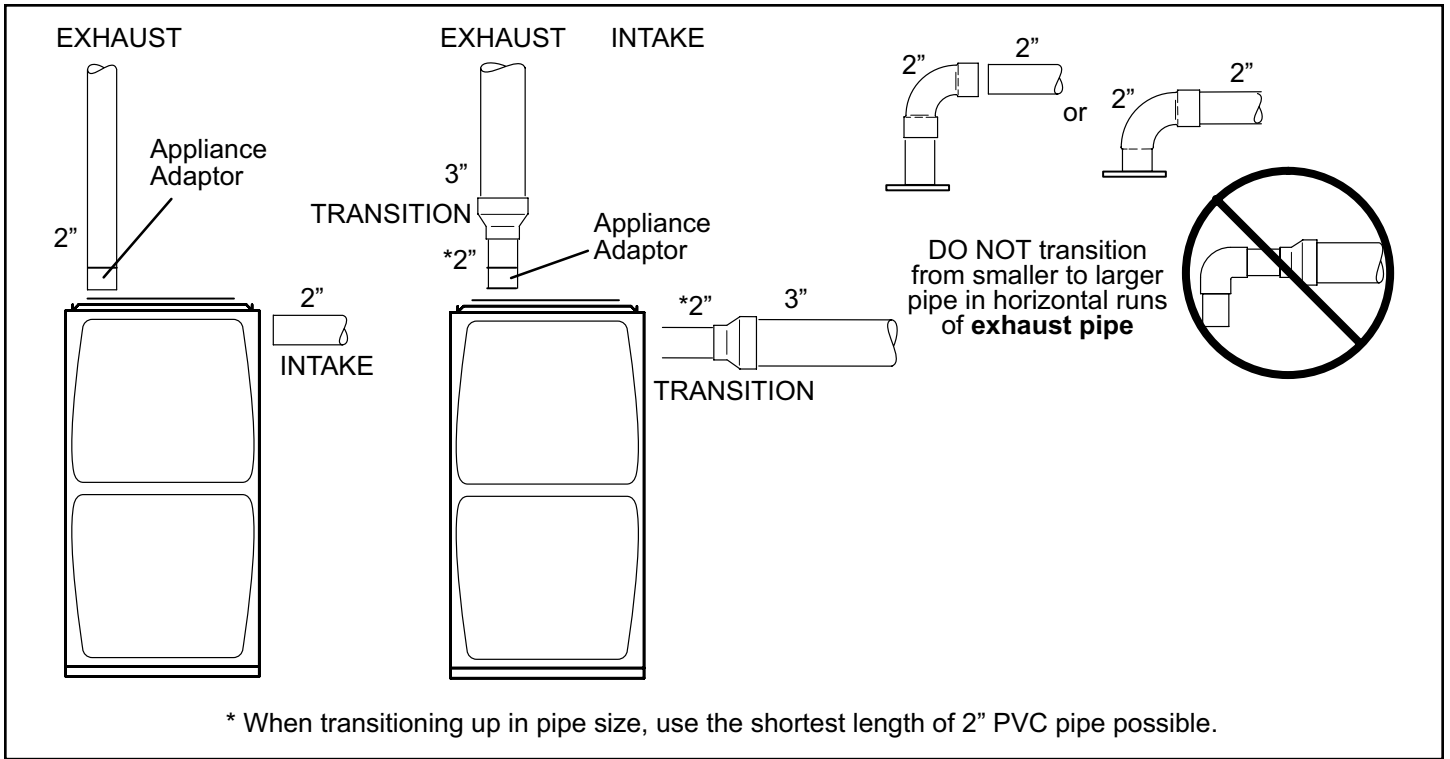 EXHAUST
2”
Appliance
Adaptor
2”
INTAKE
EXHAUST INTAKE
3”
TRANSITION
*2”
Appliance
Adaptor
*2”
3”
TRANSITION
2”
2”
or
2”
2”
DO NOT transition
from smaller to larger
pipe in horizontal runs
of exhaust pipe
* When transitioning up in pipe size, use the shortest length of 2” PVC pipe possible.